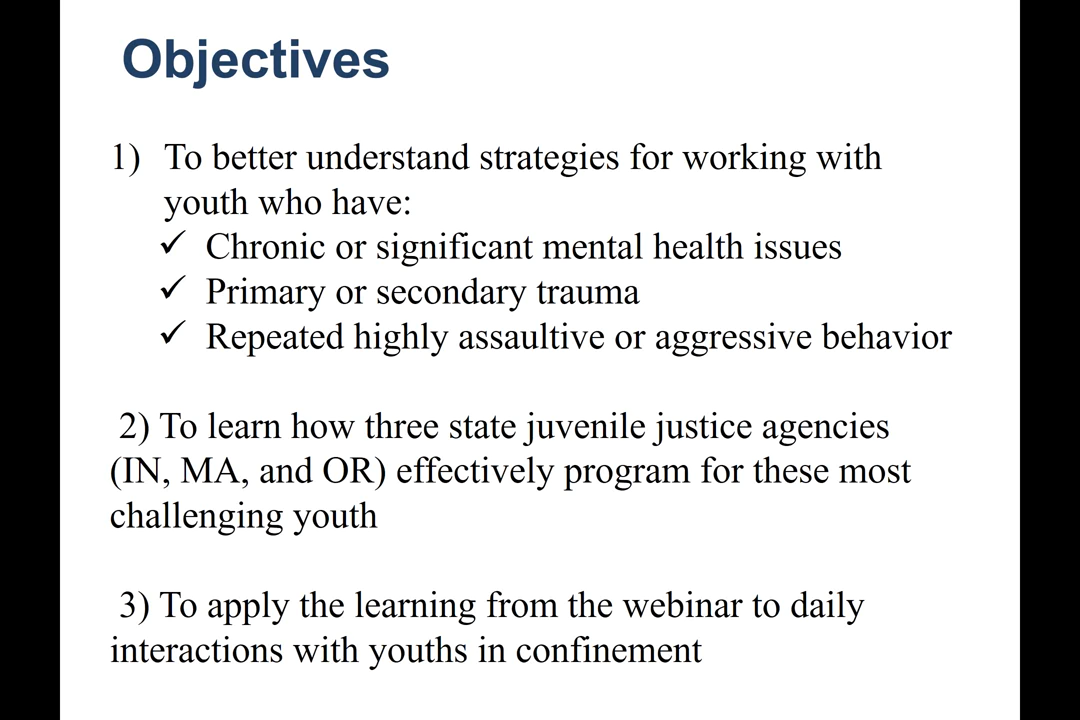 Objectives
1) To better understand strategies for working with
youth who have:
✓ Chronic or significant mental health issues
✓ Primary or secondary trauma
✓ Repeated highly assaultive or aggressive behavior
2) To learn how three state juvenile justice agencies
(IN, MA, and OR) effectively program for these most
challenging youth
3) To apply the learning from the webinar to daily
interactions with youths in confinement